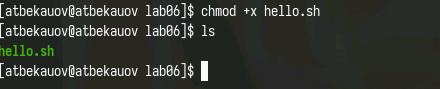 [atbekauov@atbekauov lab06]$ chmod +x hello.sh
[atbekauov@atbekauov lab06]$ ls
hello.sh
[atbekauov@atbekauov lab06]$